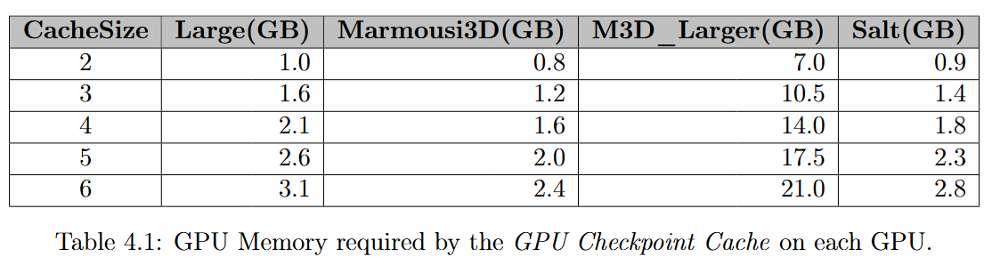 CacheSize Large(GB) Marmousi3D(GB) M3D_Larger(GB) Salt(GB)
2 1.0 0.8 7.0 0.9
3 1.6 1.2 10.5 1.4
4 2.1 1.6 14.0 1.8
5 2.6 2.0 17.5 2.3
6 3.1 2.4 21.0 2.8
Table 4.1: GPU Memory required by the GPU Checkpoint Cache on each GPU.